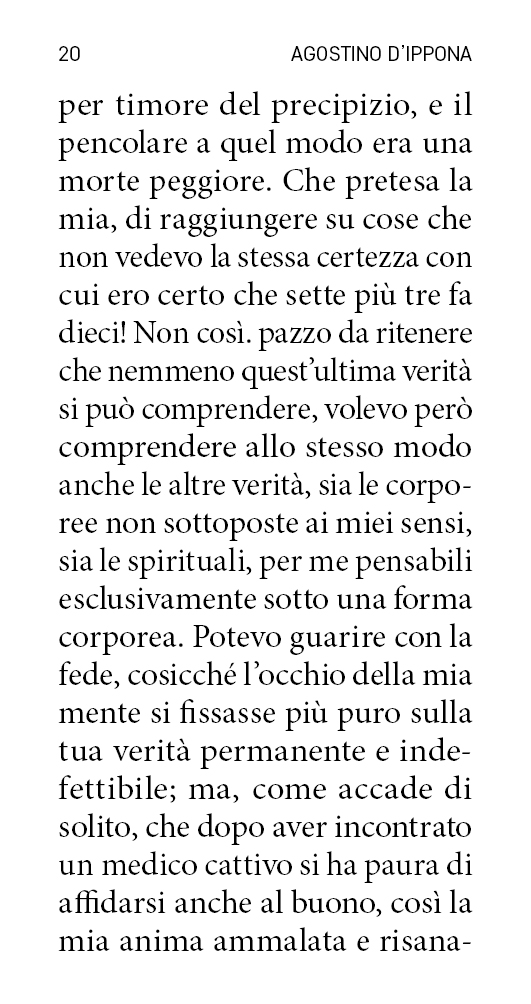 20 AGOSTINO D'IPPONA
per timore del precipizio, e il
pencolare a quel modo era una
morte peggiore. Che pretesa la
mia, di raggiungere su cose che
non vedevo la stessa certezza con
cui ero certo che sette più tre fa
dieci! Non così. pazzo da ritenere
che nemmeno quest'ultima verità
si può comprendere, volevo però
comprendere allo stesso modo
anche le altre verità, sia le corpo-
ree non sottoposte ai miei sensi,
sia le spirituali, per me pensabili
esclusivamente sotto una forma
corporea. Potevo guarire con la
fede, cosicché l'occhio della mia
mente si fissasse più puro sulla
tua verità permanente e inde-
fettibile; ma, come accade di
solito, che dopo aver incontrato
un medico cattivo si ha paura di
affidarsi anche al buono, così la
mia anima ammalata e risana-